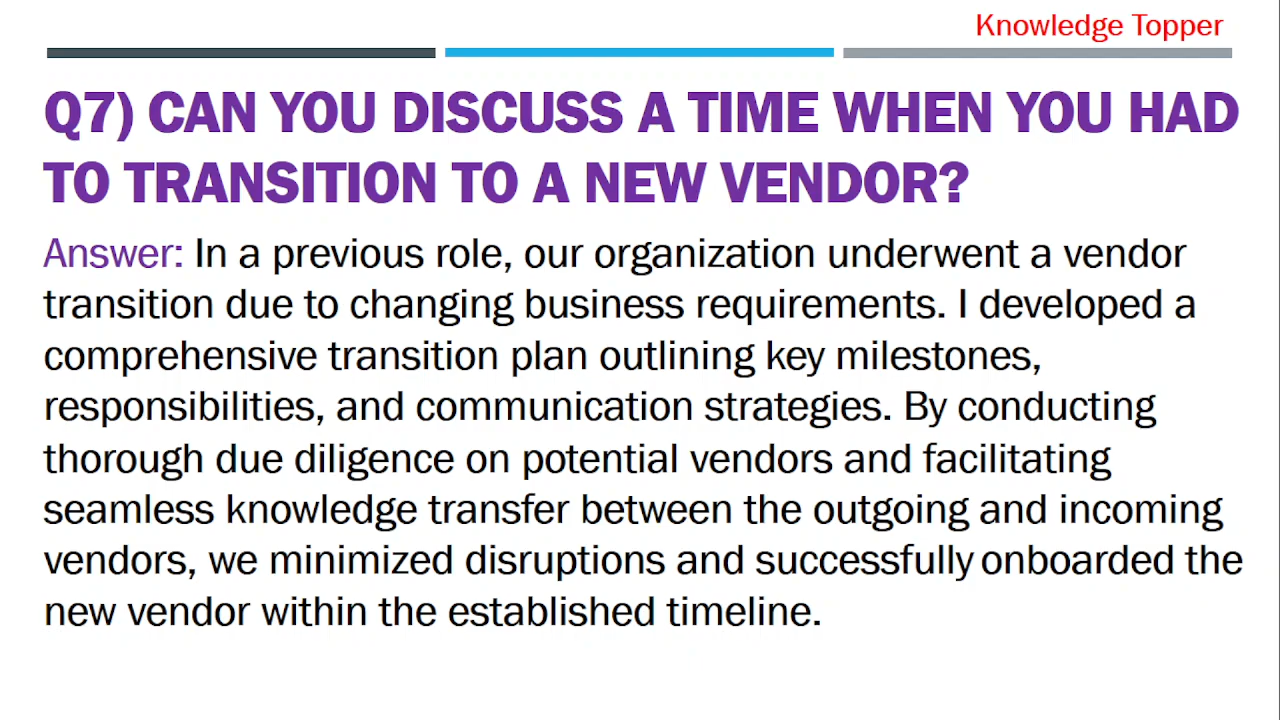 Knowledge Topper
Q7) CAN YOU DISCUSS A TIME WHEN YOU HAD
TO TRANSITION TO A NEW VENDOR?
Answer: In a previous role, our organization underwent a vendor
transition due to changing business requirements. I developed a
comprehensive transition plan outlining key milestones,
responsibilities, and communication strategies. By conducting
thorough due diligence on potential vendors and facilitating
seamless knowledge transfer between the outgoing and incoming
vendors, we minimized disruptions and successfully onboarded the
new vendor within the established timeline.